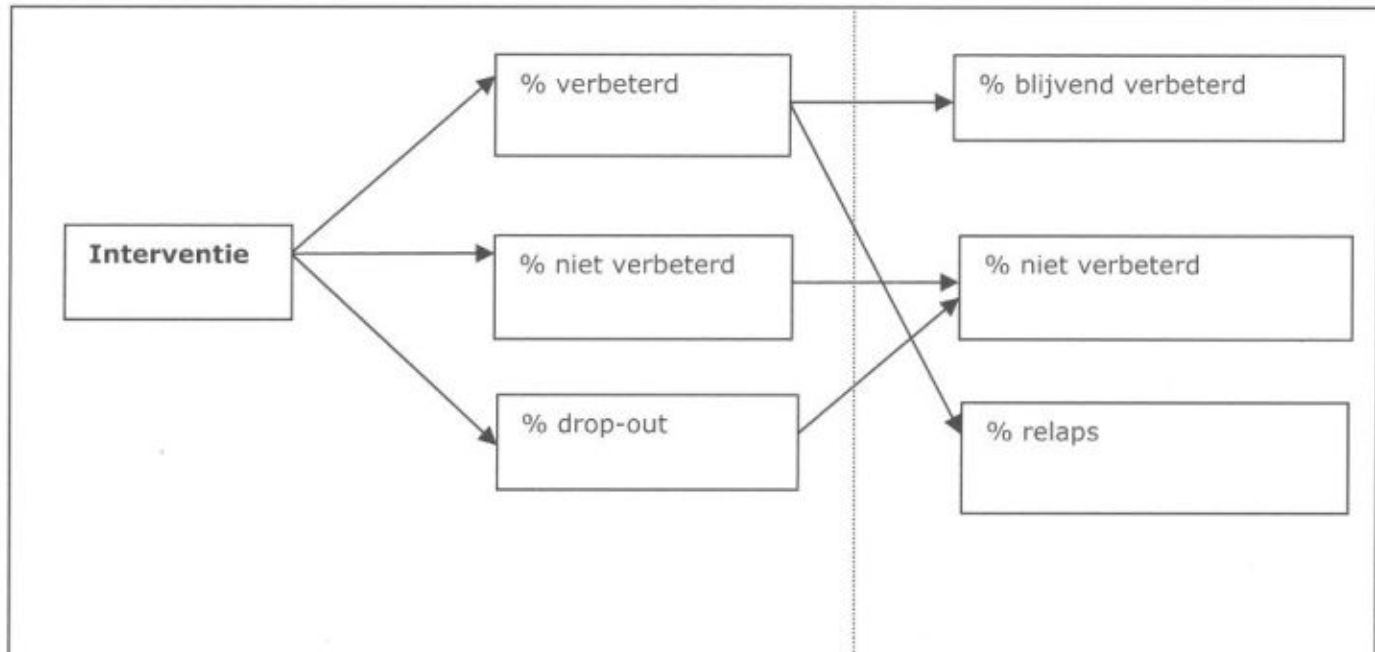 % verbeterd
% blijvend verbeterd
Interventie
% niet verbeterd
% niet verbeterd
% drop-out
% relaps